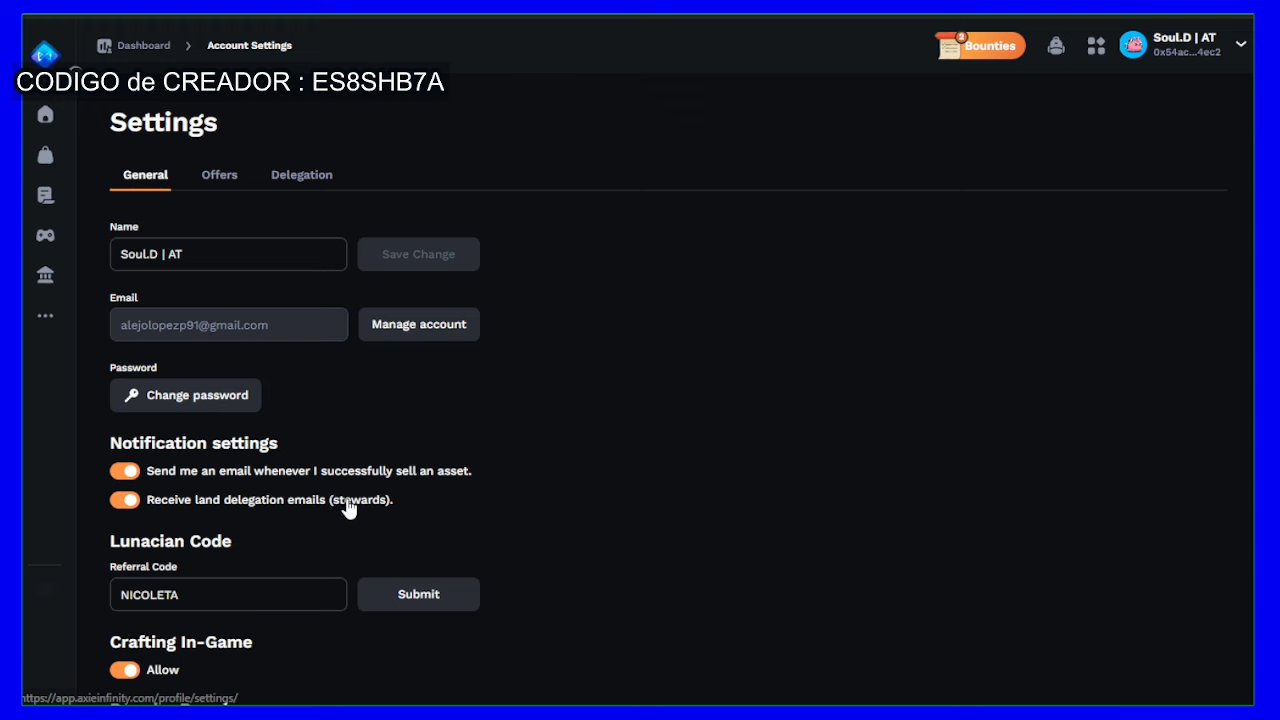 Dashboard > Account Settings
2
Bounties
Soul.D | AT
0x54ac...4ec2
CODIGO de CREADOR : ES8SHB7A
Settings
General Offers Delegation
Name
Soul.D | AT Save Change
Email
alejolopezp91@gmail.com Manage account
Password
Change password
Notification settings
Send me an email whenever I successfully sell an asset.
Receive land delegation emails (stewards).
Lunacian Code
Referral Code
NICOLETA Submit
Crafting In-Game
Allow
https://app.axieinfinity.com/profile/settings/